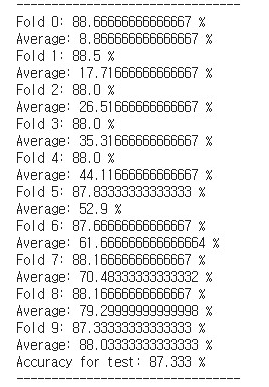 --------------------------------
Fold 0: 88.66666666666667 %
Average: 8.866666666666667 %
Fold 1: 88.5 %
Average: 17.71666666666667 %
Fold 2: 88.0 %
Average: 26.51666666666667 %
Fold 3: 88.0 %
Average: 35.31666666666667 %
Fold 4: 88.0 %
Average: 44.11666666666667 %
Fold 5: 87.83333333333333 %
Average: 52.9 %
Fold 6: 87.66666666666667 %
Average: 61.666666666666664 %
Fold 7: 88.16666666666667 %
Average: 70.48333333333332 %
Fold 8: 88.16666666666667 %
Average: 79.29999999999998 %
Fold 9: 87.33333333333333 %
Average: 88.03333333333333 %
Accuracy for test: 87.333 %
--------------------------------